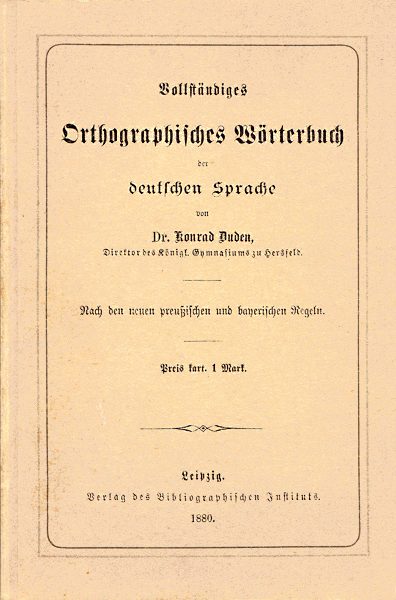 Vollständiges
Orthographisches Wörterbuch
der
deutschen Sprache
von
Dr. Konrad Duden,
Direktor des Königl. Gymnasiums zu Hersfeld.
Nach den neuen preußischen und bayerischen Regeln.
Preis kart. 1 Mark.
Leipzig.
Verlag des Bibliographischen Instituts.
1880.